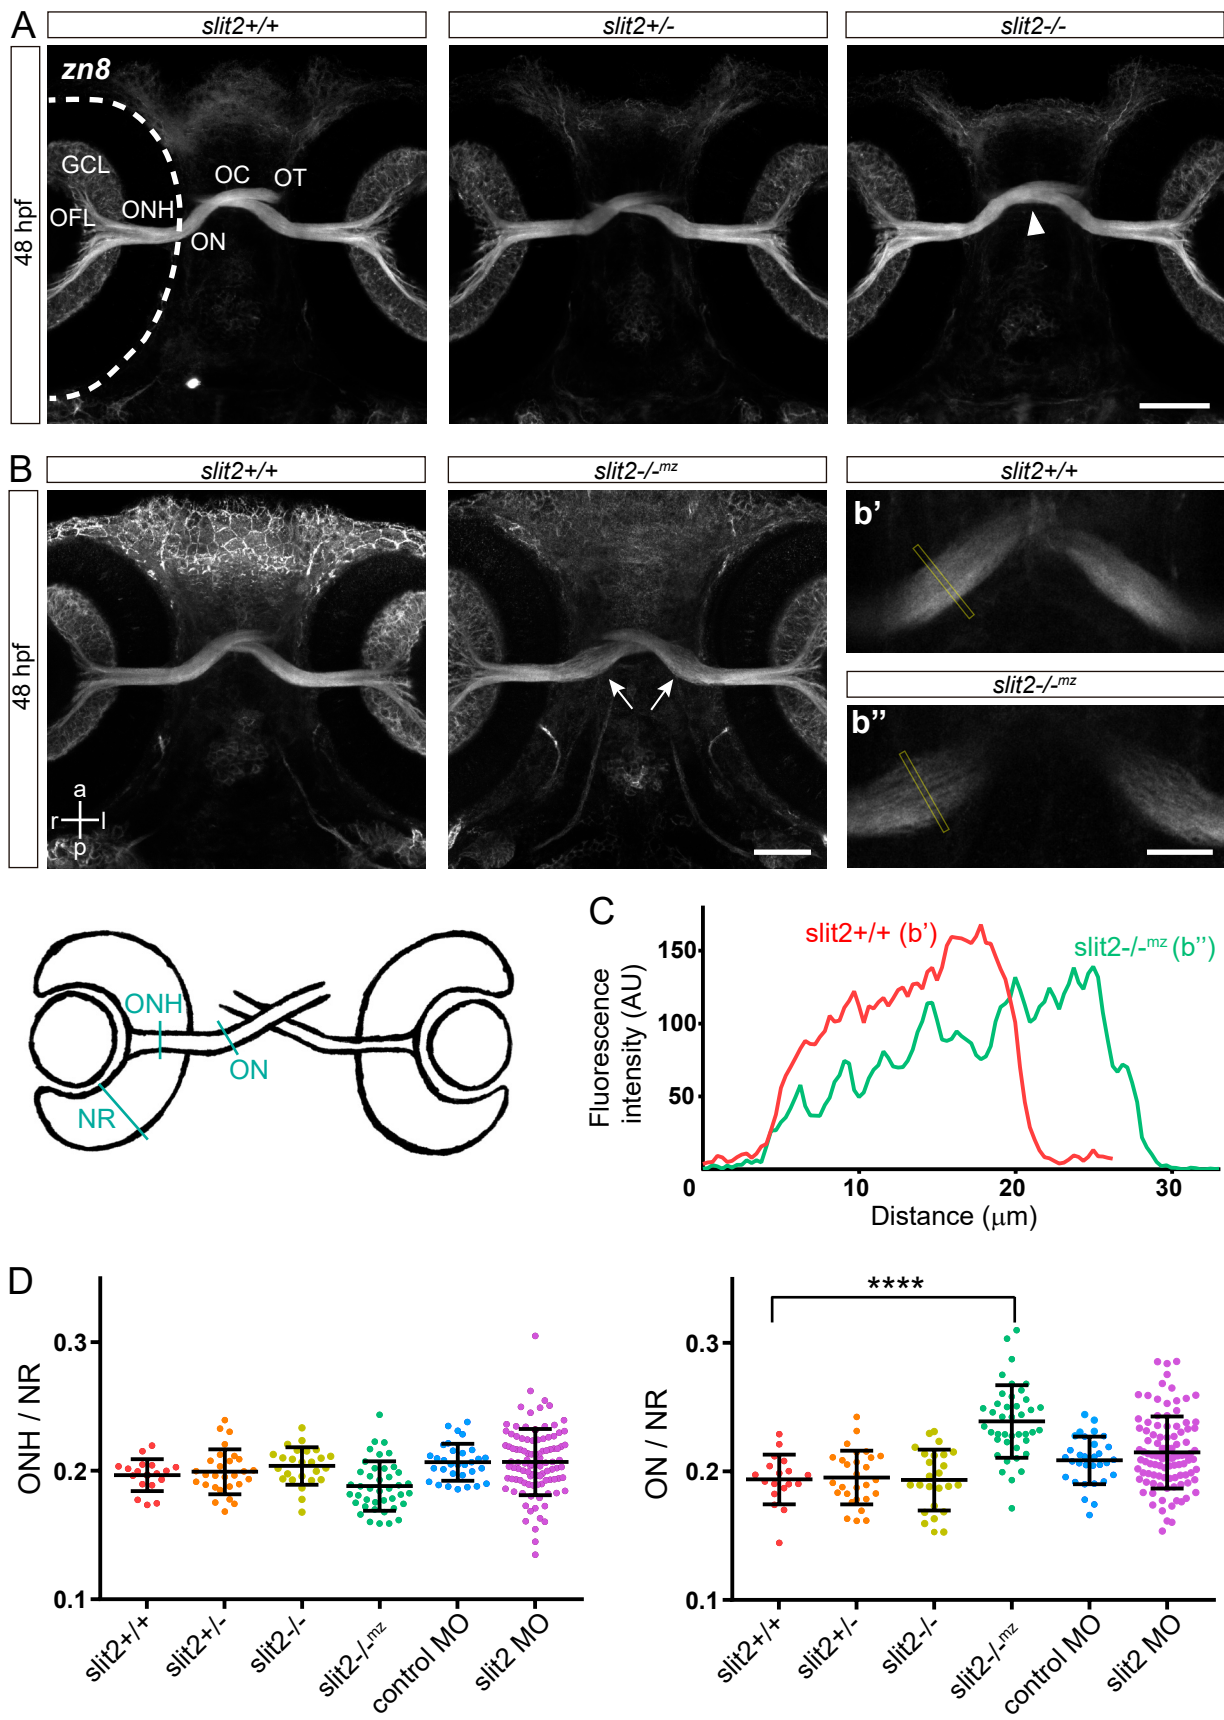 A
slit2+/+
slit2+/-
slit2-/-
48 hpf
zn8
GCL
OFL
ONH
ON
OC
OT
B
slit2+/+
slit2-/-mz
slit2+/+
48 hpf
a
r l
p
b'
slit2-/-mz
b''
ONH
ON
NR
C
Fluorescence
intensity (AU)
150
100
50
0
10
20
30
Distance (μm)
slit2+/+ (b')
slit2-/-mz (b'')
D
ONH / NR
0.3
0.2
0.1
slit2+/+
slit2+/-
slit2-/-
slit2-/-mz
control MO
slit2 MO
ON / NR
0.3
0.2
0.1
****
slit2+/+
slit2+/-
slit2-/-
slit2-/-mz
control MO
slit2 MO